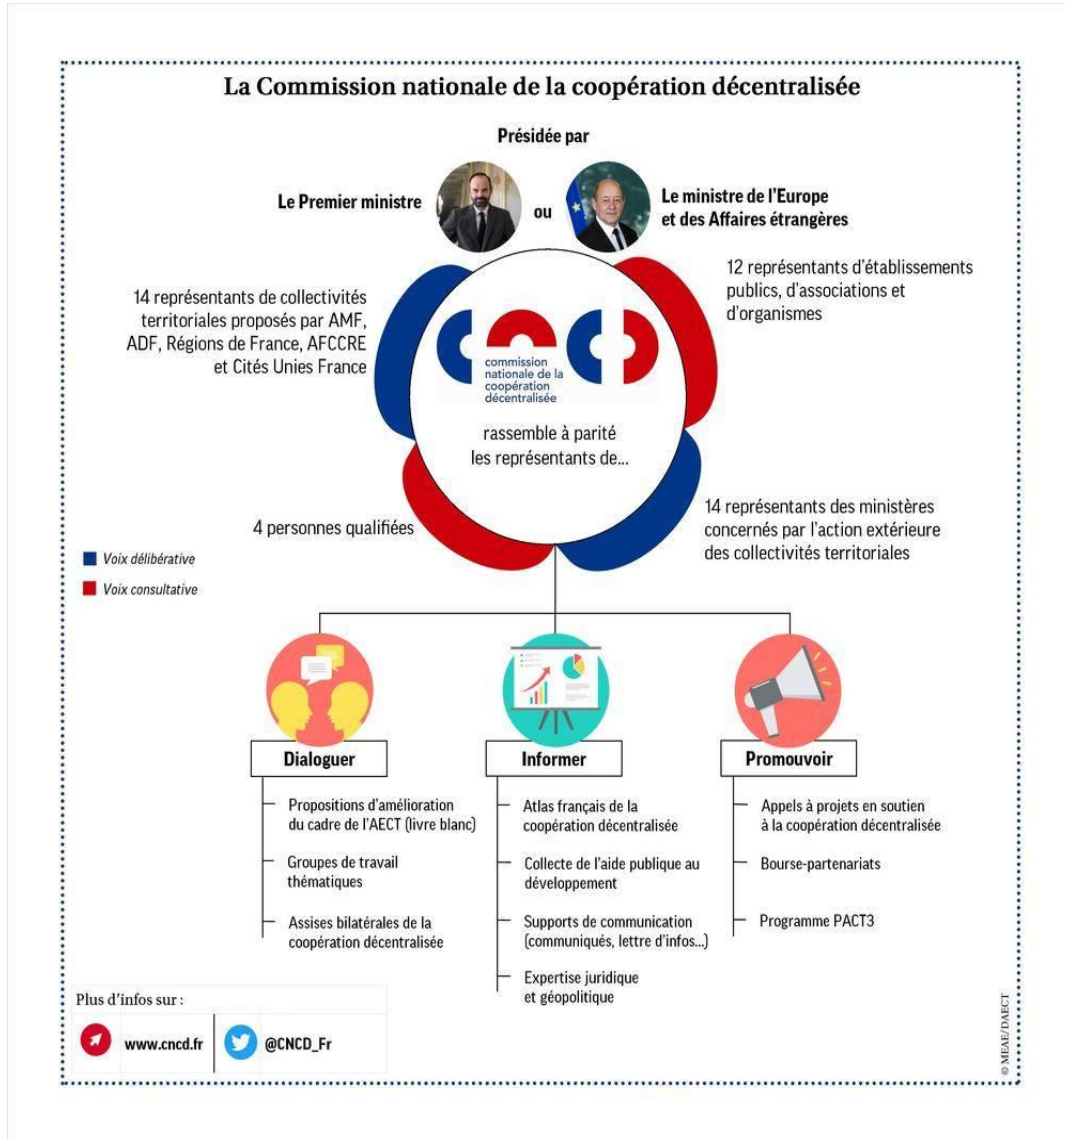 La Commission nationale de la coopération décentralisée
Présidée par
Le Premier ministre
ou
Le ministre de l'Europe
et des Affaires étrangères
14 représentants de collectivités
territoriales proposés par AMF,
ADF, Régions de France, AFCCRE
et Cités Unies France
12 représentants d'établissements
publics, d'associations et
d'organismes
commission
nationale de la
coopération
décentralisée
rassemble à parité
les représentants de...
4 personnes qualifiées
14 représentants des ministères
concernés par l'action extérieure
des collectivités territoriales
Voix délibérative
Voix consultative
Dialoguer
Propositions d'amélioration
du cadre de l'AECT (livre blanc)
Groupes de travail
thématiques
Assises bilatérales de la
coopération décentralisée
Informer
Atlas français de la
coopération décentralisée
Collecte de l'aide publique au
développement
Supports de communication
(communiqués, lettre d'infos...)
Expertise juridique
et géopolitique
Promouvoir
Appels à projets en soutien
à la coopération décentralisée
Bourse-partenariats
Programme PACT3
Plus d'infos sur :
www.cncd.fr
@CNCD_Fr
© MEAE/DAECT